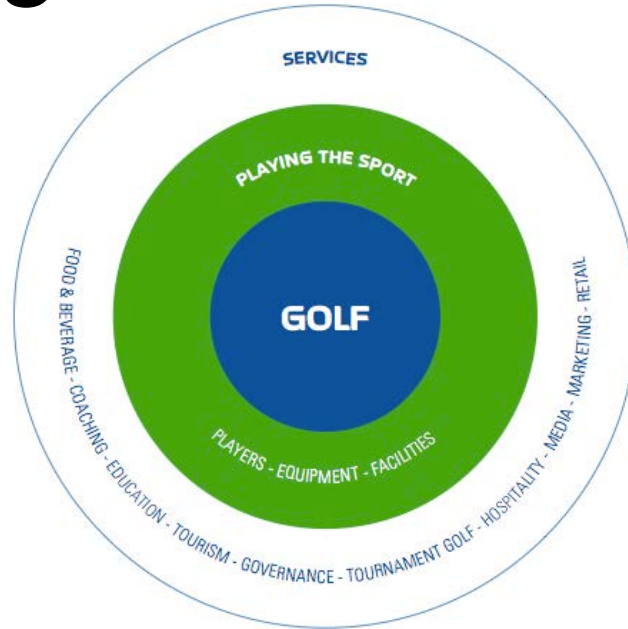 SERVICES
PLAYING THE SPORT
GOLF
PLAYERS - EQUIPMENT - FACILITIES
FOOD & BEVERAGE - COACHING - EDUCATION - TOURISM - GOVERNANCE - TOURNAMENT GOLF - HOSPITALITY - MEDIA - MARKETING - RETAIL